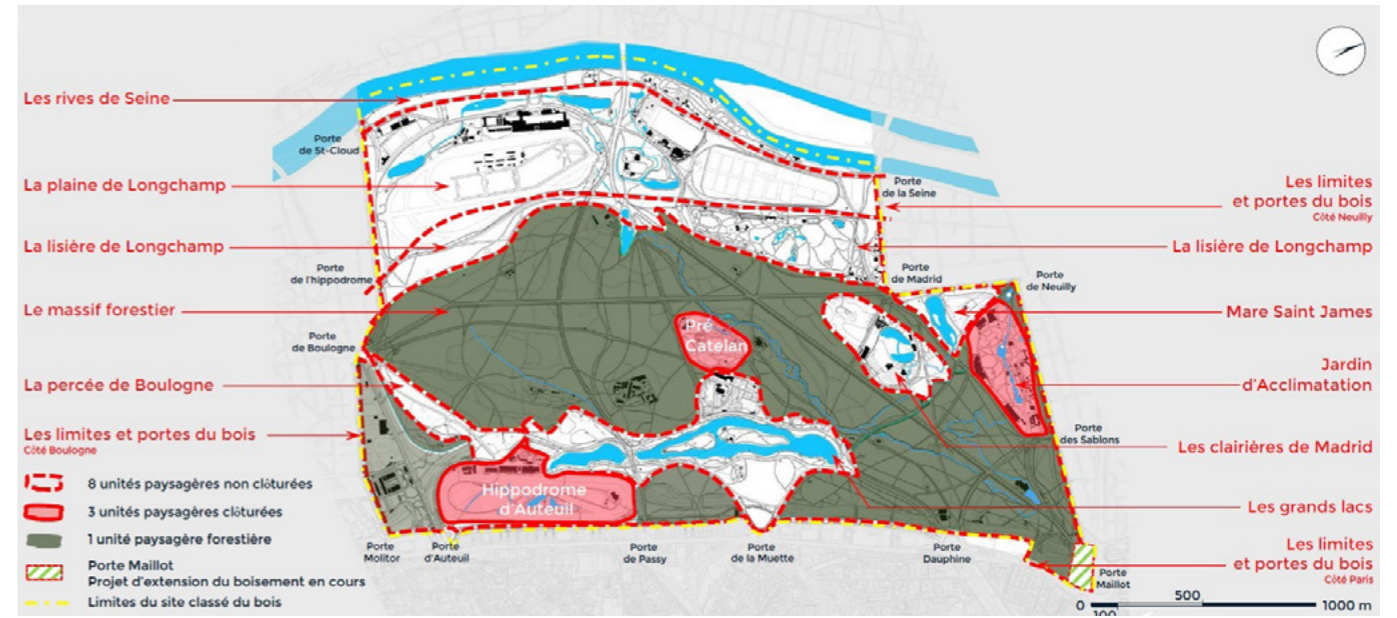 Les rives de Seine
Porte
de St-Cloud
La plaine de Longchamp
La lisière de Longchamp
Porte
de l'hippodrome
Le massif forestier
Porte
de Boulogne
La percée de Boulogne
Les limites et portes du bois
Côté Boulogne
8 unités paysagères non clôturées
3 unités paysagères clôturées
1 unité paysagère forestière
Porte Maillot
Projet d'extension du boisement en cours
Limites du site classé du bois
Pré
Catelan
Hippodrome
d'Auteuil
Porte
Molitor
Porte
d'Auteuil
Porte
de Passy
Porte
de la Muette
Porte
Dauphine
Porte
Maillot
Porte
de la Seine
Les limites
et portes du bois
Côté Neuilly
La lisière de Longchamp
Porte
de Madrid
Porte
de Neuilly
Mare Saint James
Jardin
d'Acclimatation
Porte
des Sablons
Les clairières de Madrid
Les grands lacs
Les limites
et portes du bois
Côté Paris
0
100
500
1000 m